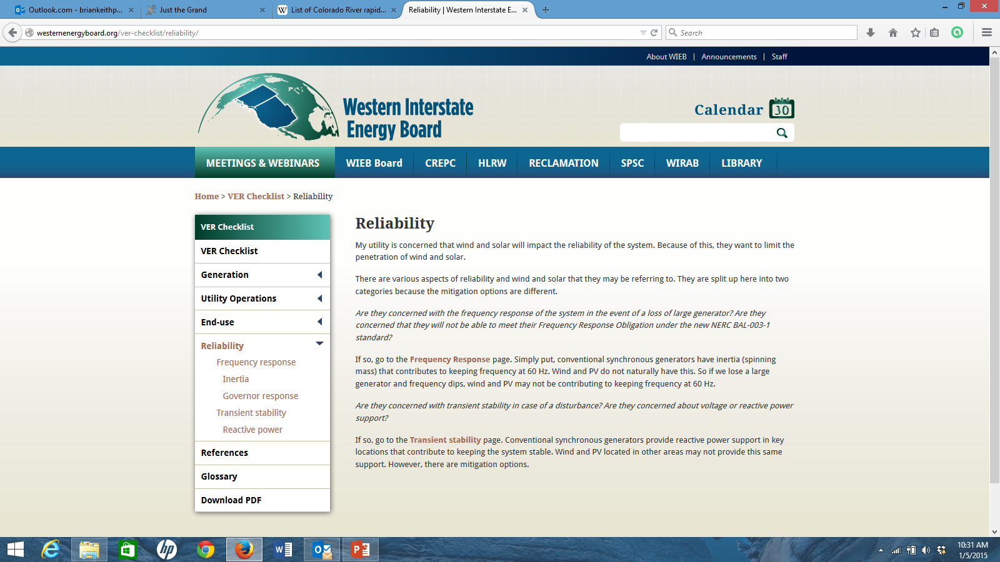 Outlook.com - briankeithp...
Just the Grand
List of Colorado River rapid...
Reliability | Western Interstate E...
westernenergyboard.org/ver-checklist/reliability/
Search
About WIEB | Announcements | Staff
Western Interstate
Energy Board
Calendar 30
MEETINGS & WEBINARS WIEB Board CREPC HLRW RECLAMATION SPSC WIRAB LIBRARY
Home > VER Checklist > Reliability
VER Checklist
VER Checklist
Generation
Utility Operations
End-use
Reliability
Frequency response
Inertia
Governor response
Transient stability
Reactive power
References
Glossary
Download PDF
Reliability
My utility is concerned that wind and solar will impact the reliability of the system. Because of this, they want to limit the
penetration of wind and solar.
There are various aspects of reliability and wind and solar that they may be referring to. They are split up here into two
categories because the mitigation options are different.
Are they concerned with the frequency response of the system in the event of a loss of large generator? Are they
concerned that they will not be able to meet their Frequency Response Obligation under the new NERC BAL-003-1
standard?
If so, go to the Frequency Response page. Simply put, conventional synchronous generators have inertia (spinning
mass) that contributes to keeping frequency at 60 Hz. Wind and PV do not naturally have this. So if we lose a large
generator and frequency dips, wind and PV may not be contributing to keeping frequency at 60 Hz.
Are they concerned with transient stability in case of a disturbance? Are they concerned about voltage or reactive power
support?
If so, go to the Transient stability page. Conventional synchronous generators provide reactive power support in key
locations that contribute to keeping the system stable. Wind and PV located in other areas may not provide this same
support. However, there are mitigation options.
10:31 AM
1/5/2015